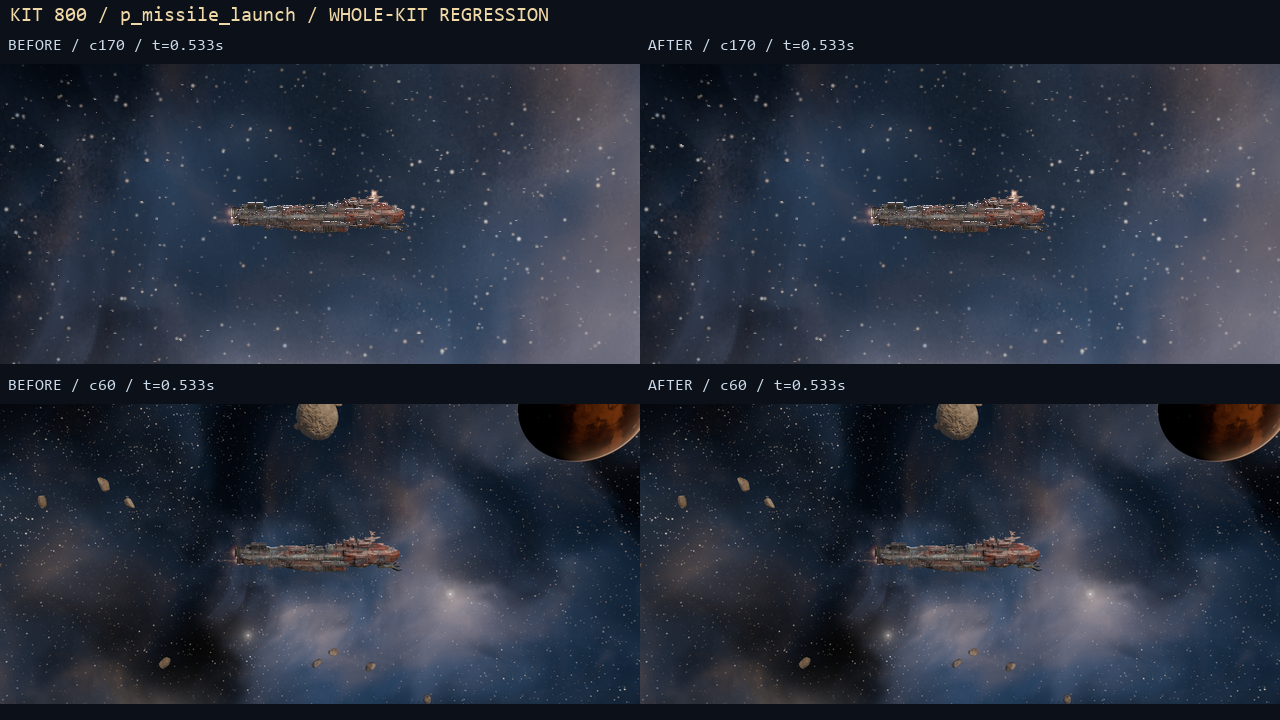 KIT 800 / p_missile_launch / WHOLE-KIT REGRESSION
BEFORE / c170 / t=0.533s
AFTER / c170 / t=0.533s
BEFORE / c60 / t=0.533s
AFTER / c60 / t=0.533s